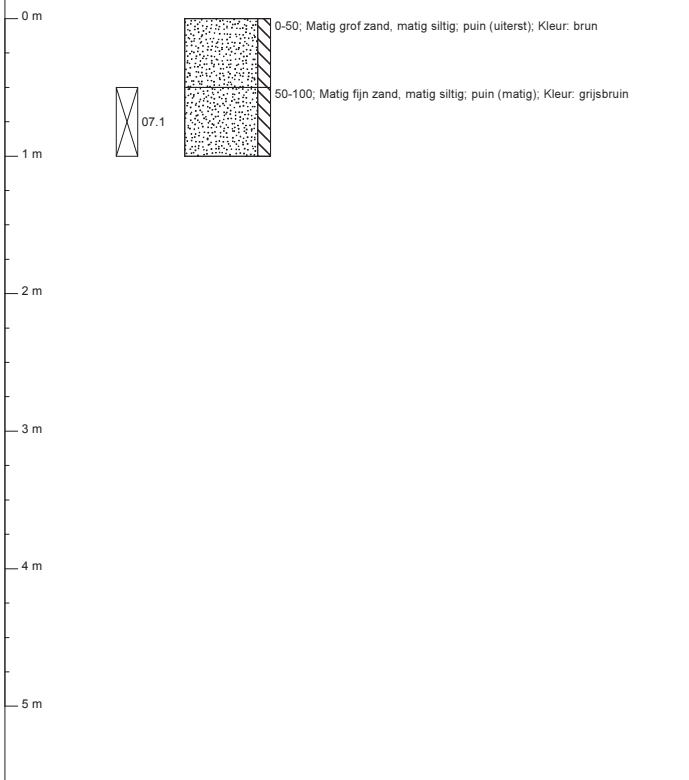 0 m
0-50; Matig grof zand, matig siltig; puin (uiterst); Kleur: brun
50-100; Matig fijn zand, matig siltig; puin (matig); Kleur: grijsbruin
07.1
1 m
2 m
3 m
4 m
5 m